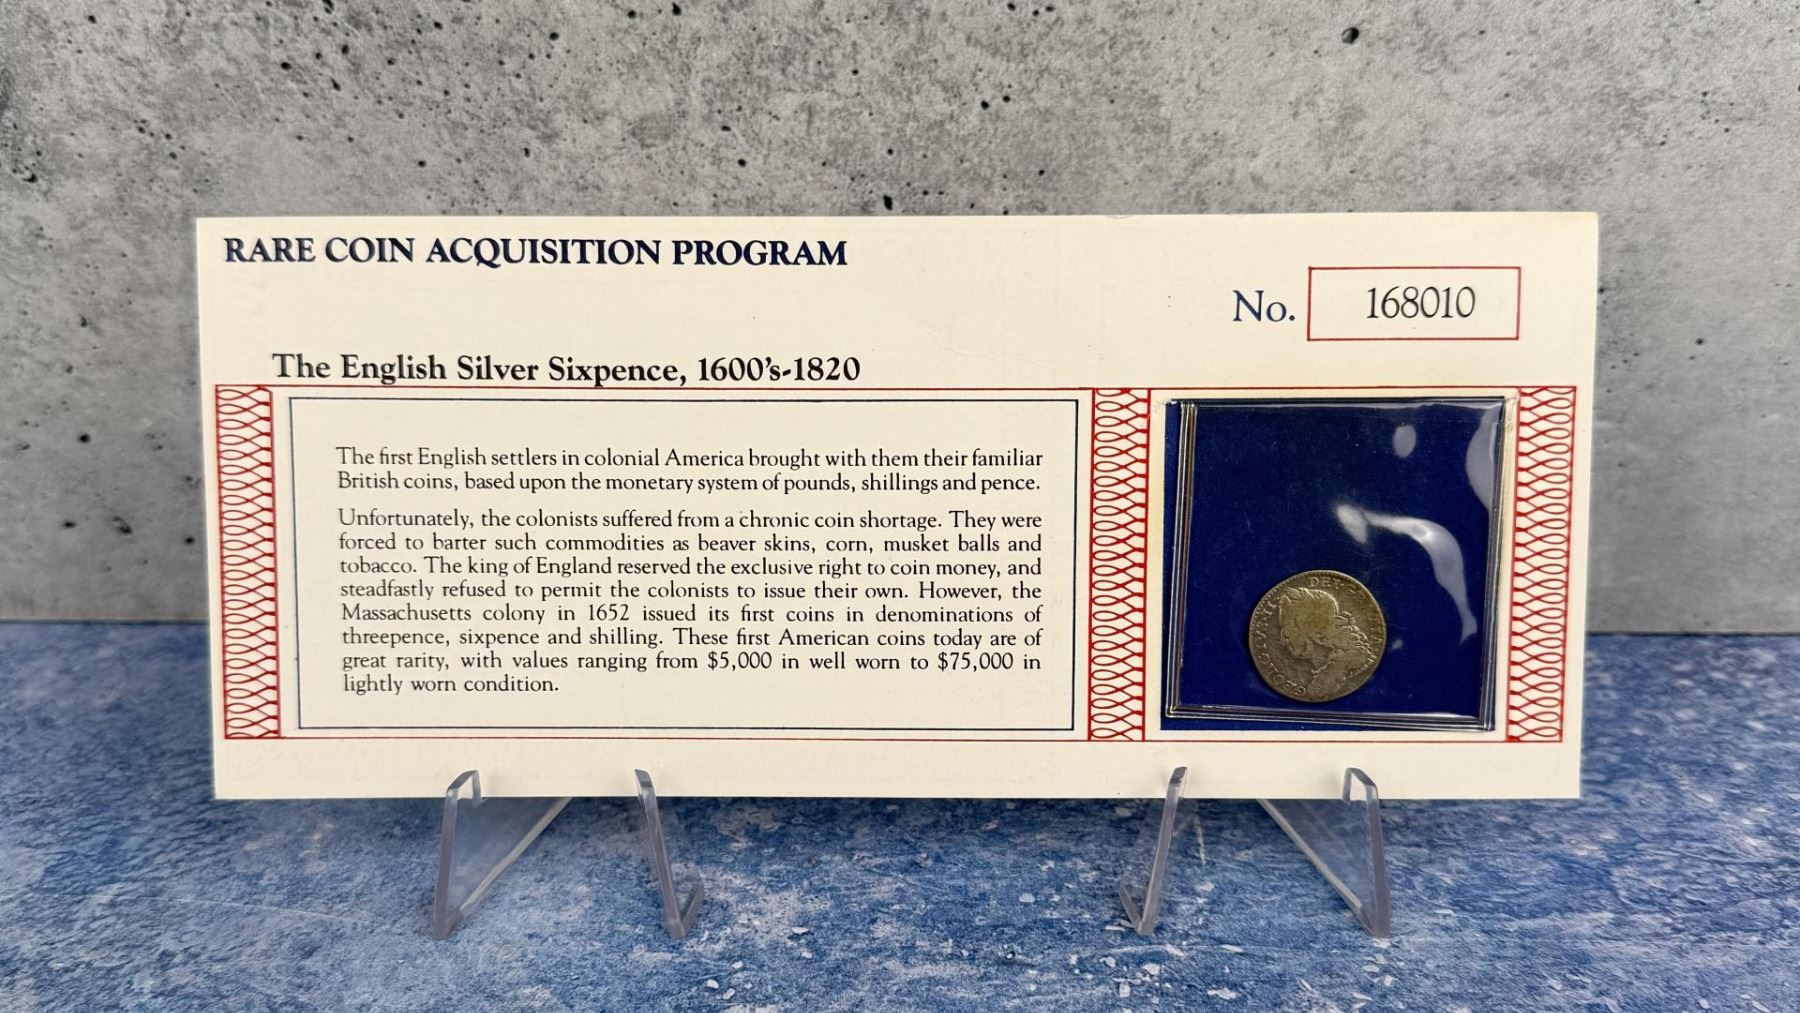 RARE COIN ACQUISITION PROGRAM
No. 168010
The English Silver Sixpence, 1600's-1820
The first English settlers in colonial America brought with them their familiar
British coins, based upon the monetary system of pounds, shillings and pence.
Unfortunately, the colonists suffered from a chronic coin shortage. They were
forced to barter such commodities as beaver skins, corn, musket balls and
tobacco. The king of England reserved the exclusive right to coin money, and
steadfastly refused to permit the colonists to issue their own. However, the
Massachusetts colony in 1652 issued its first coins in denominations of
threepence, sixpence and shilling. These first American coins today are of
great rarity, with values ranging from $5,000 in well worn to $75,000 in
lightly worn condition.